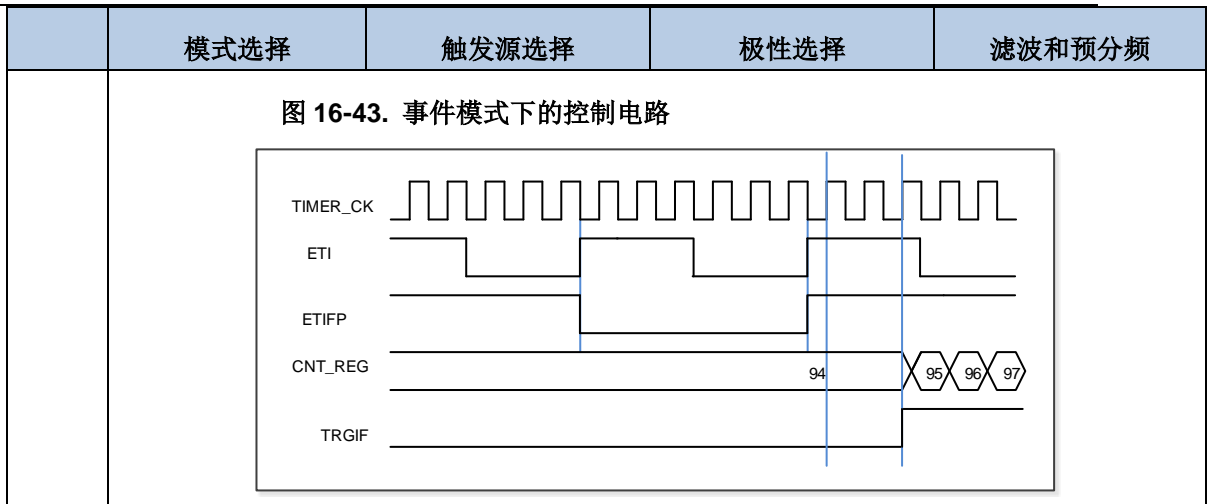 模式选择 触发源选择 极性选择 滤波和预分频
图 16-43. 事件模式下的控制电路
TIMER_CK
ETI
ETIFP
CNT_REG 94 95 96 97
TRGIF